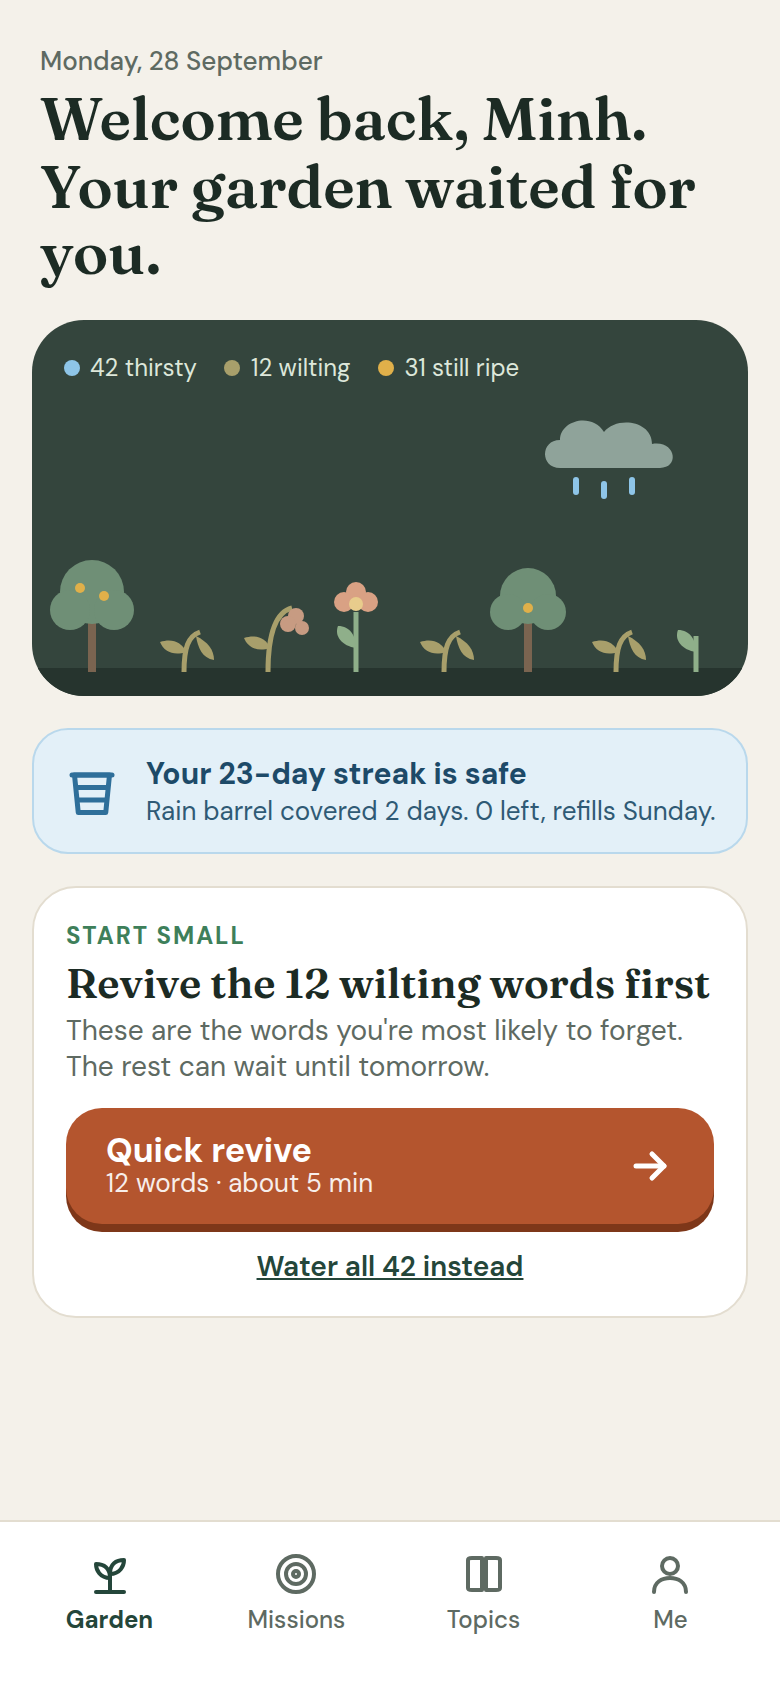 Monday, 28 September
Welcome back, Minh.
Your garden waited for
you.
42 thirsty
12 wilting
31 still ripe
Your 23-day streak is safe
Rain barrel covered 2 days. 0 left, refills Sunday.
START SMALL
Revive the 12 wilting words first
These are the words you're most likely to forget.
The rest can wait until tomorrow.
Quick revive
12 words · about 5 min
Water all 42 instead
Garden
Missions
Topics
Me